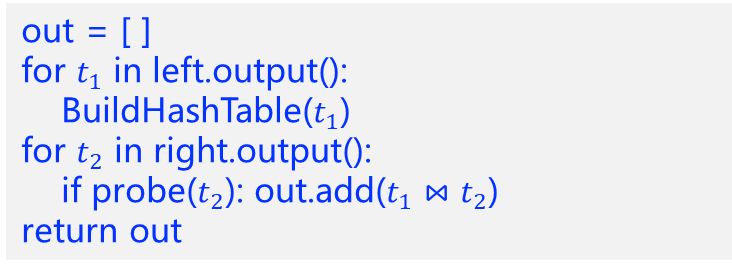 out = [ ]
for t₁ in left.output():
BuildHashTable(t₁)
for t₂ in right.output():
if probe(t₂): out.add(t₁ ⋈ t₂)
return out